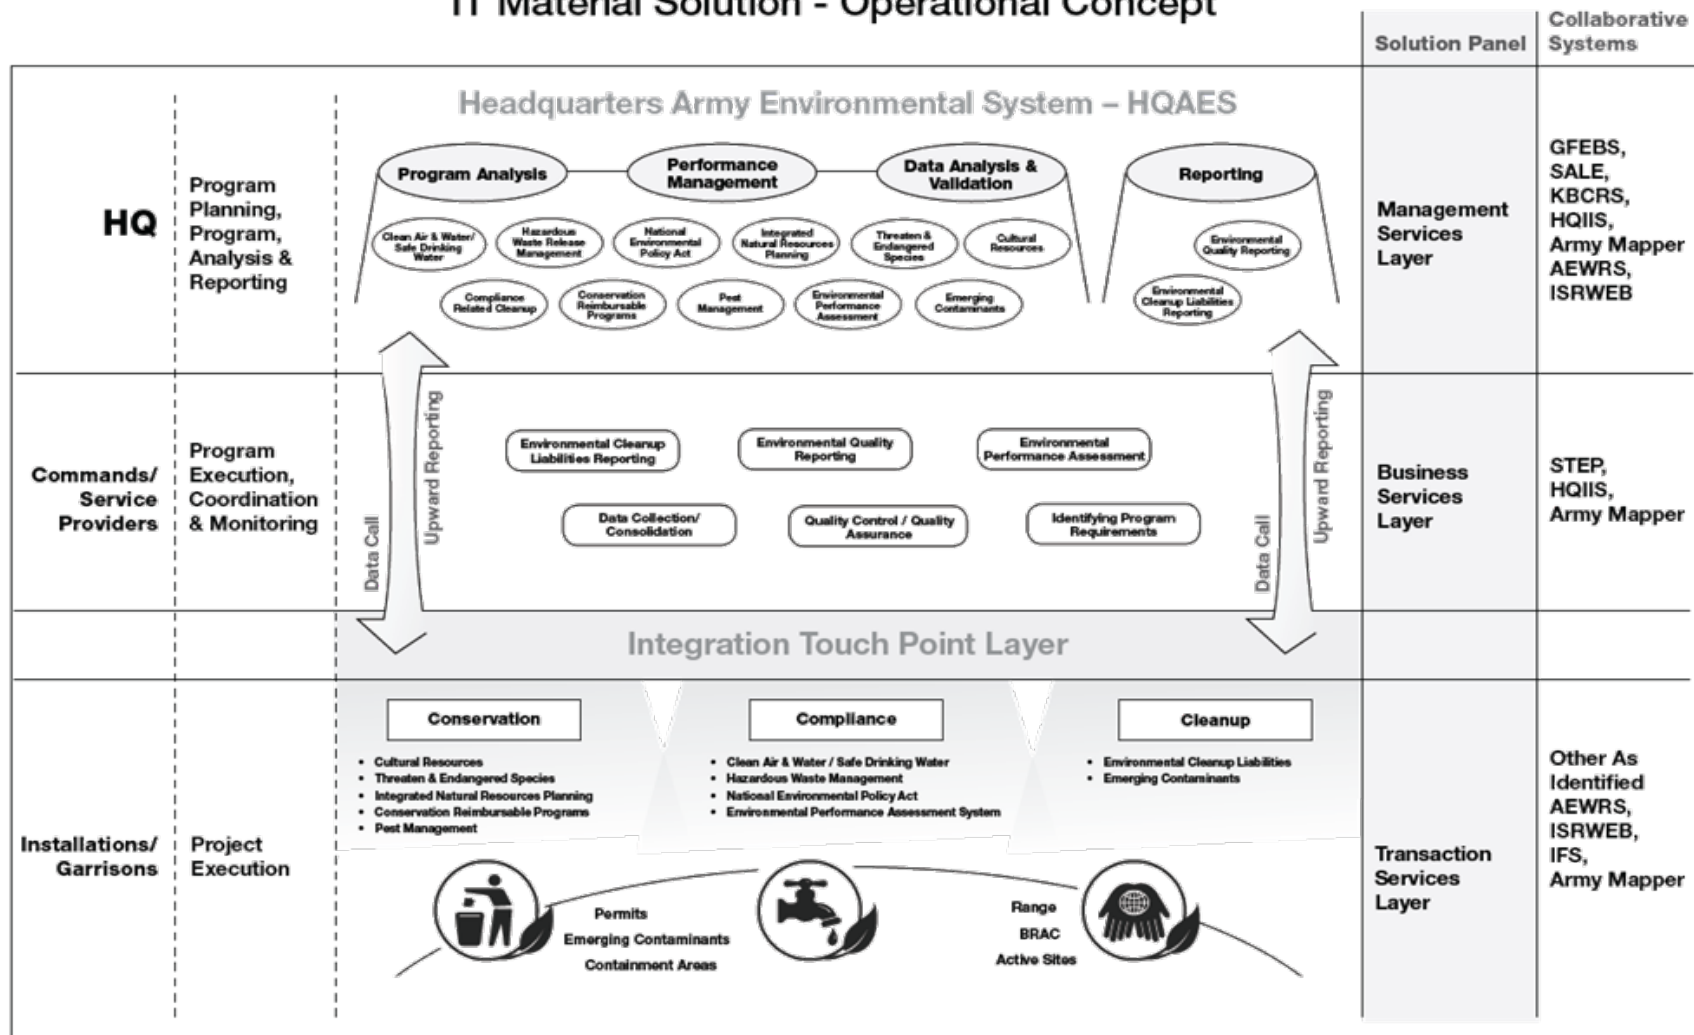 IT Material Solution - Operational Concept
Solution Panel
Collaborative
Systems
Headquarters Army Environmental System – HQAES
HQ
Program
Planning,
Program,
Analysis &
Reporting
Program Analysis
Performance
Management
Data Analysis &
Validation
Reporting
Clean Air & Water/
Safe Drinking
Water
Hazardous
Waste Release
Management
National
Environmental
Policy Act
Integrated
Natural Resources
Planning
Threaten &
Endangered
Species
Cultural
Resources
Environmental
Quality Reporting
Compliance
Related Cleanup
Conservation
Reimbursable
Programs
Pest
Management
Environmental
Performance
Assessment
Emerging
Contaminants
Environmental
Cleanup Liabilities
Reporting
Management
Services
Layer
GFEBS,
SALE,
KBCRS,
HQIIS,
Army Mapper
AEWRS,
ISRWEB
Commands/
Service
Providers
Program
Execution,
Coordination
& Monitoring
Data Call
Upward Reporting
Environmental Cleanup
Liabilities Reporting
Environmental Quality
Reporting
Environmental
Performance Assessment
Data Collection/
Consolidation
Quality Control / Quality
Assurance
Identifying Program
Requirements
Data Call
Upward Reporting
Business
Services
Layer
STEP,
HQIIS,
Army Mapper
Integration Touch Point Layer
Installations/
Garrisons
Project
Execution
Conservation
• Cultural Resources
• Threaten & Endangered Species
• Integrated Natural Resources Planning
• Conservation Reimbursable Programs
• Pest Management
Compliance
• Clean Air & Water / Safe Drinking Water
• Hazardous Waste Management
• National Environmental Policy Act
• Environmental Performance Assessment System
Cleanup
• Environmental Cleanup Liabilities
• Emerging Contaminants
Permits
Emerging Contaminants
Containment Areas
Range
BRAC
Active Sites
Transaction
Services
Layer
Other As
Identified
AEWRS,
ISRWEB,
IFS,
Army Mapper